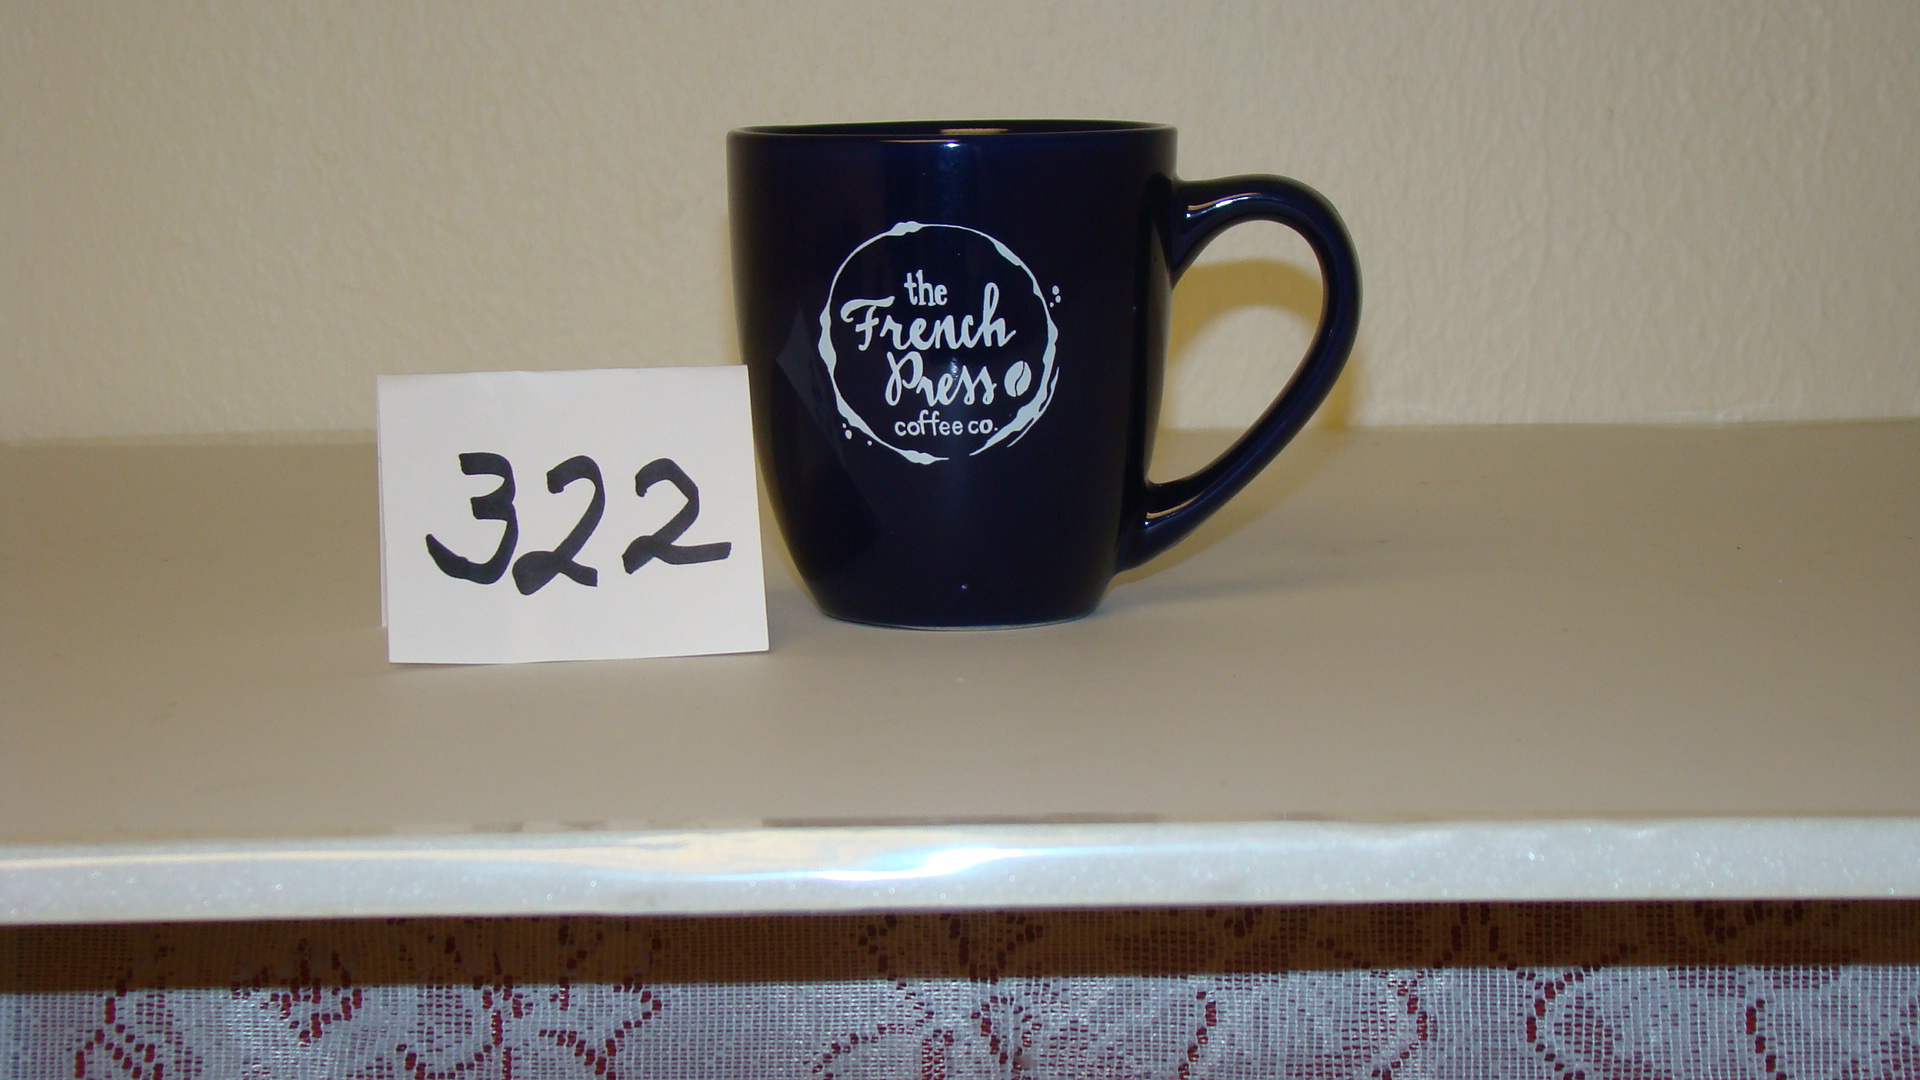 322
the
French
Press
coffee co.